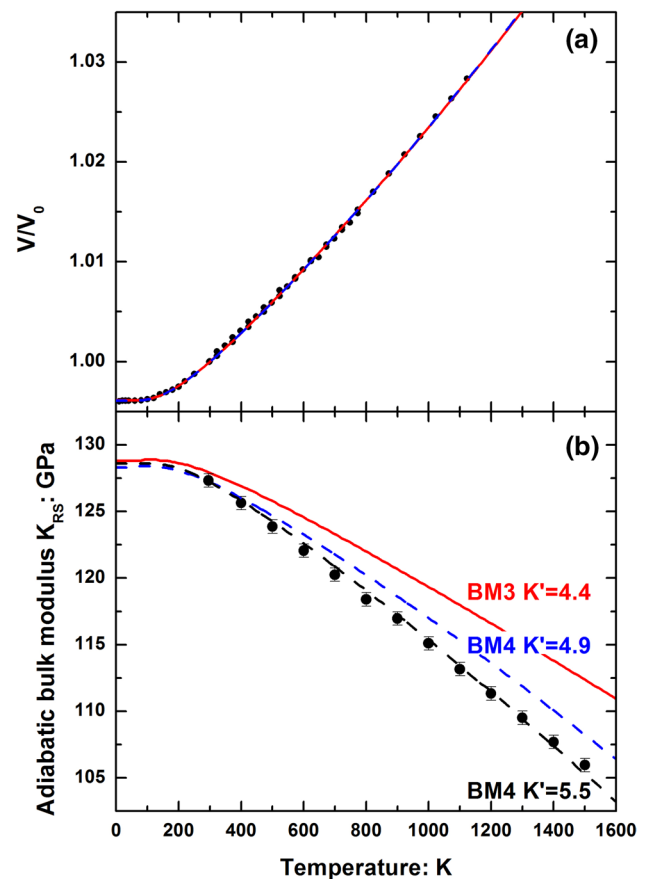 (a)
1.03
1.02
1.01
1.00
V/V0
(b)
130
125
120
115
110
105
Adiabatic bulk modulus KRS: GPa
BM3 K'=4.4
BM4 K'=4.9
BM4 K'=5.5
0 200 400 600 800 1000 1200 1400 1600
Temperature: K